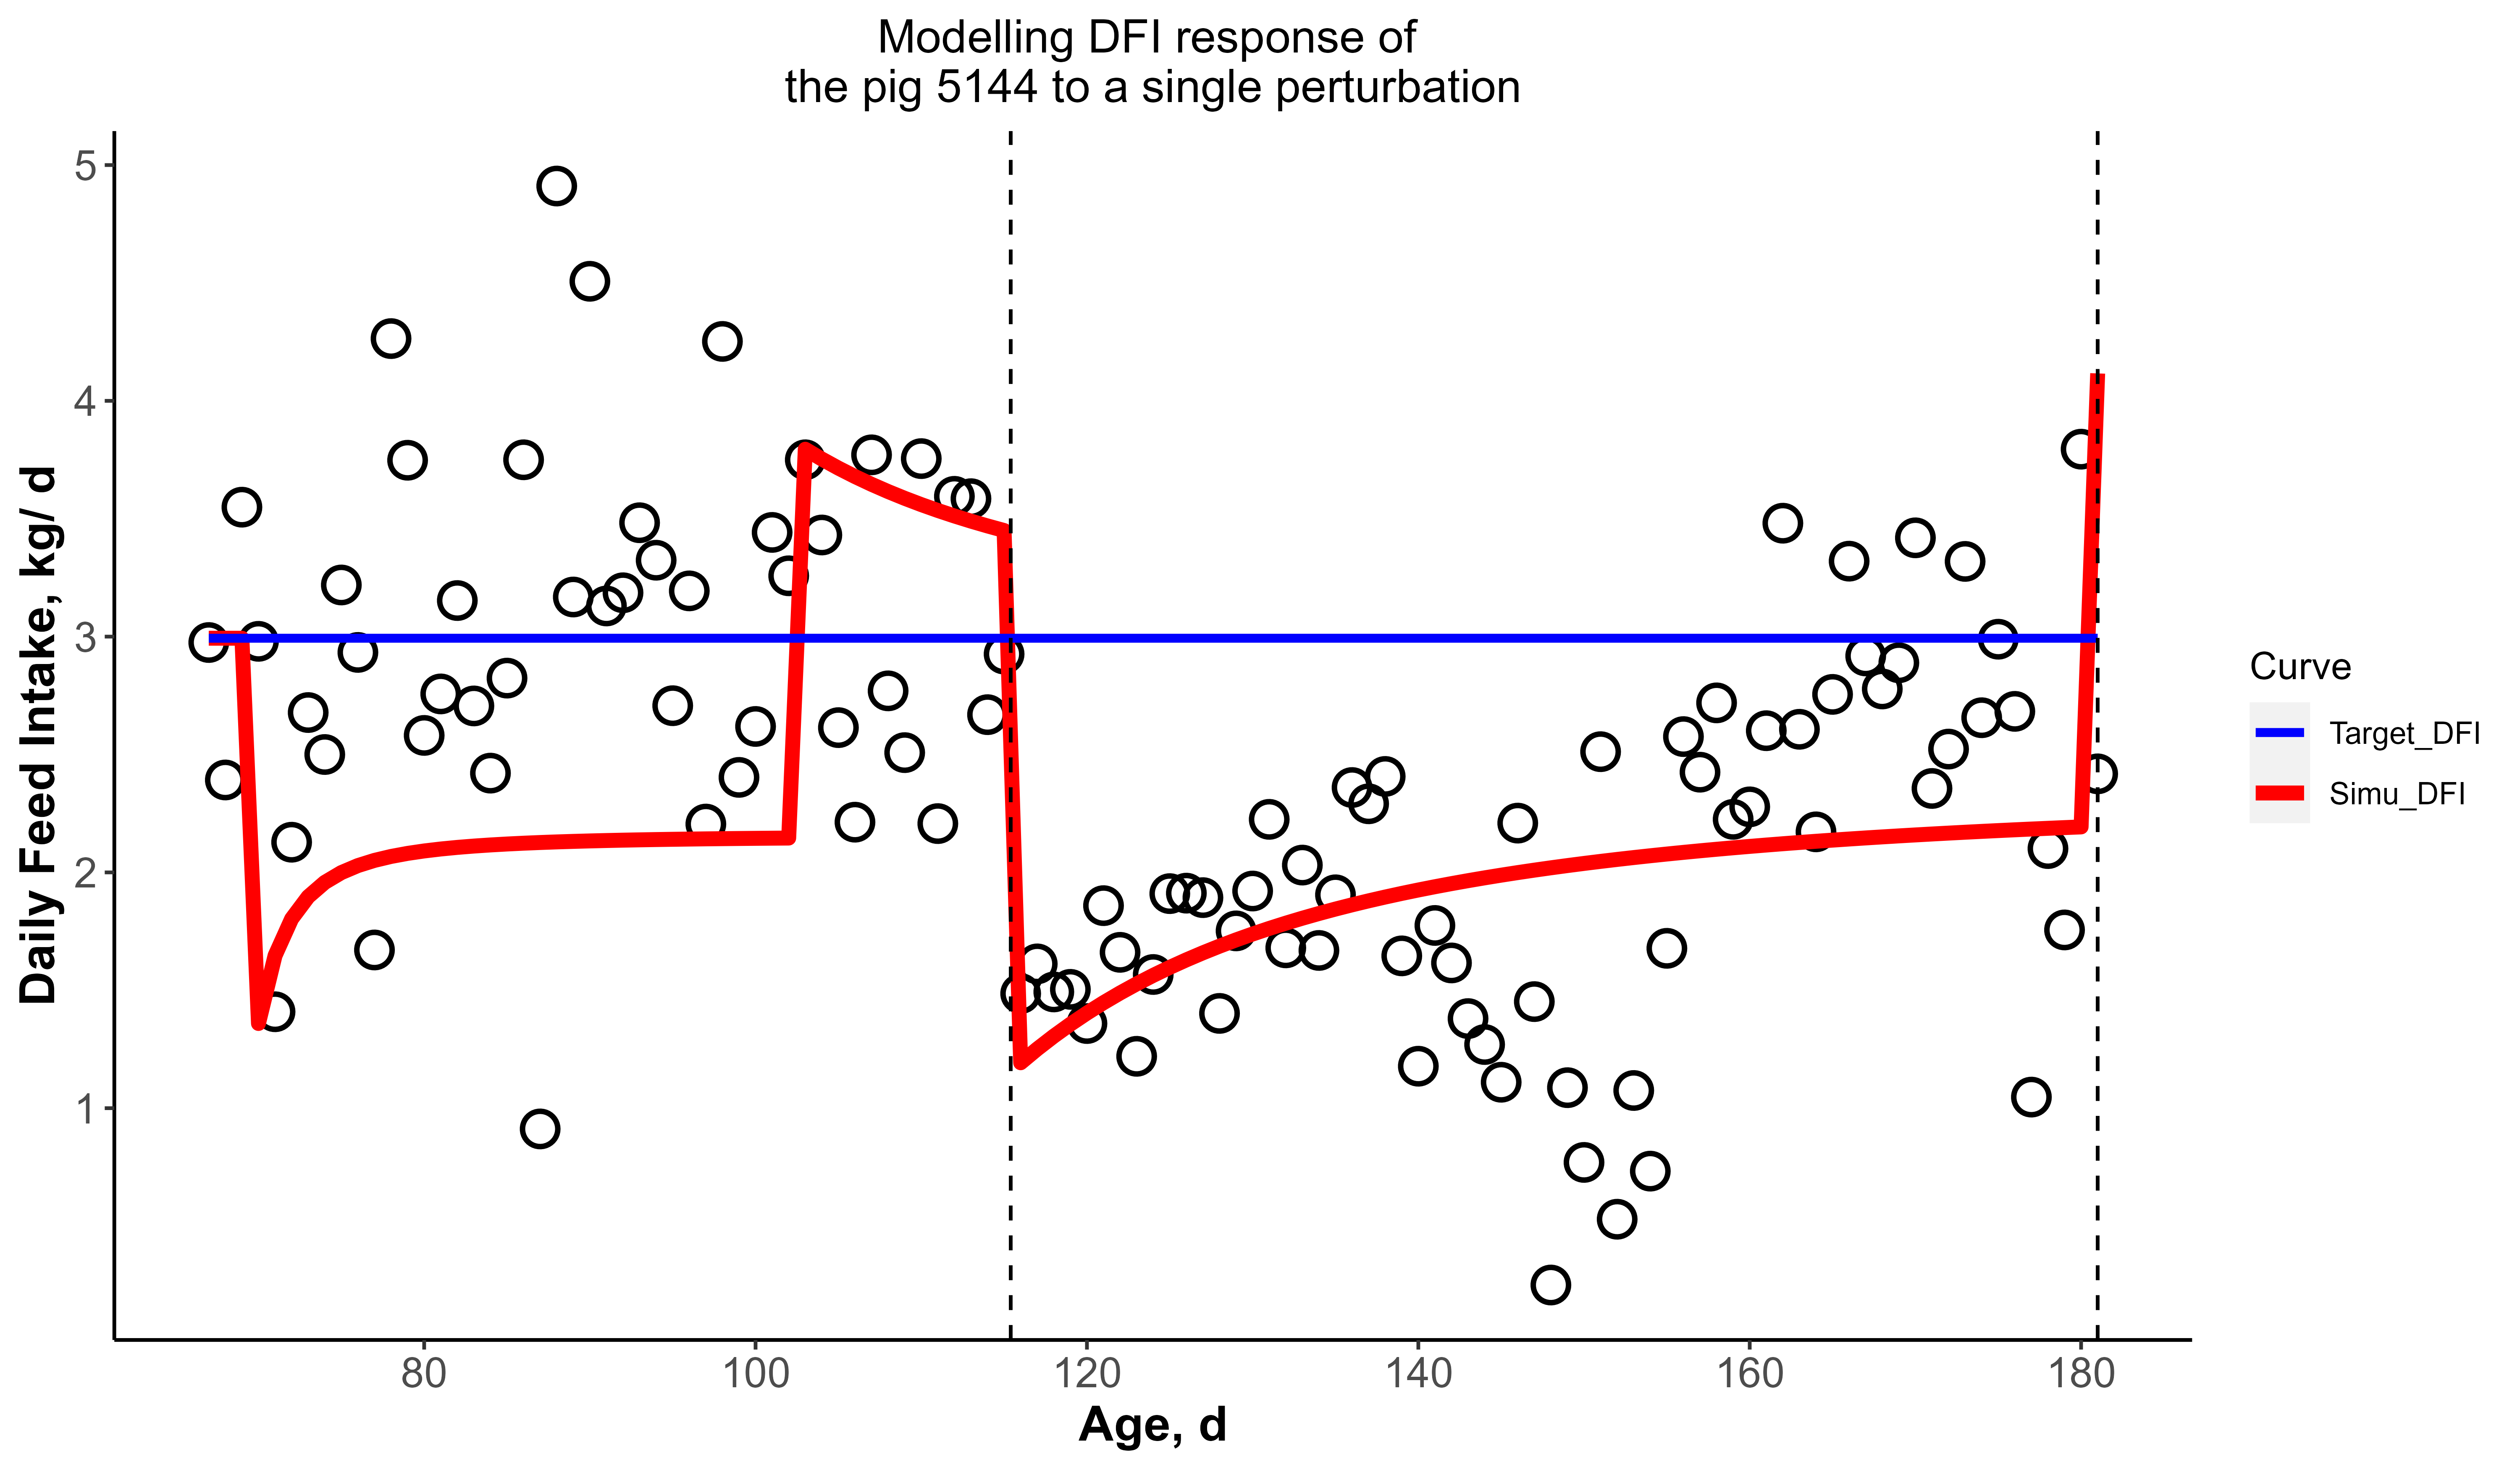 Modelling DFI response of
the pig 5144 to a single perturbation
Daily Feed Intake, kg/ d
5
4
3
2
1
80 100 120 140 160 180
Age, d
Curve
Target_DFI
Simu_DFI